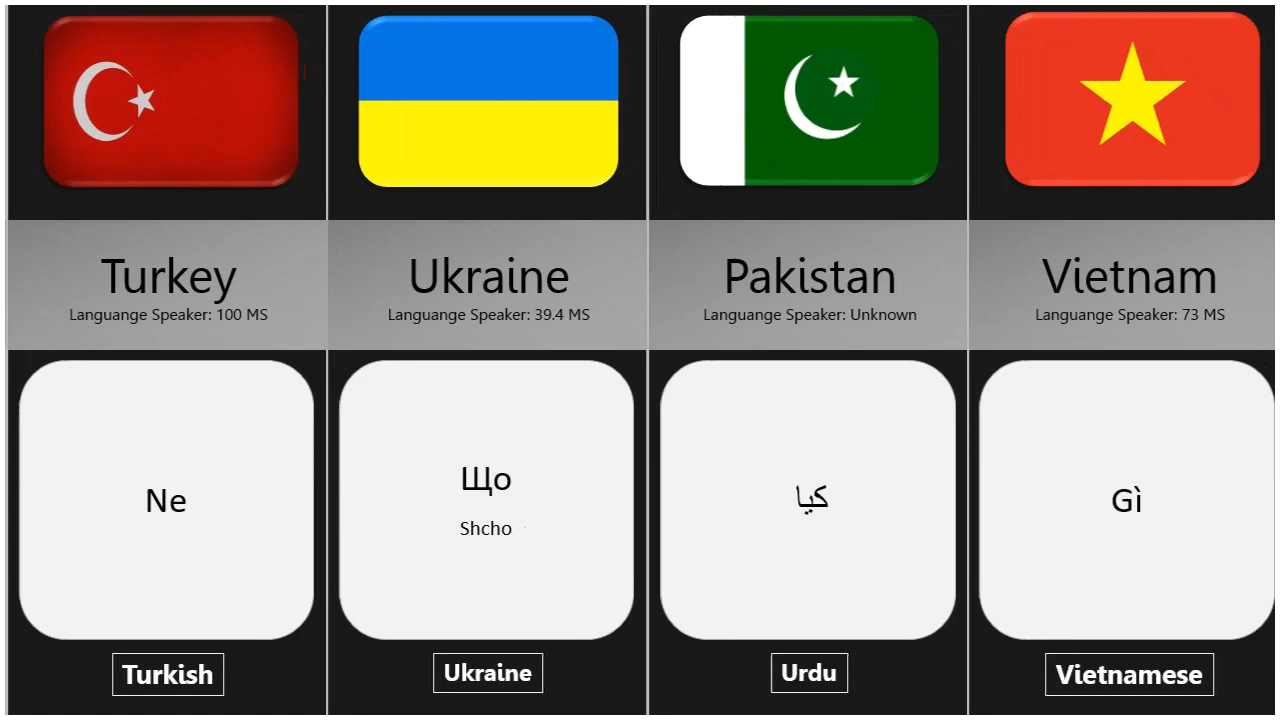 Turkey
Languange Speaker: 100 MS
Ne
Turkish
Ukraine
Languange Speaker: 39.4 MS
Що
Shcho
Ukraine
Pakistan
Languange Speaker: Unknown
کیا
Urdu
Vietnam
Languange Speaker: 73 MS
Gì
Vietnamese